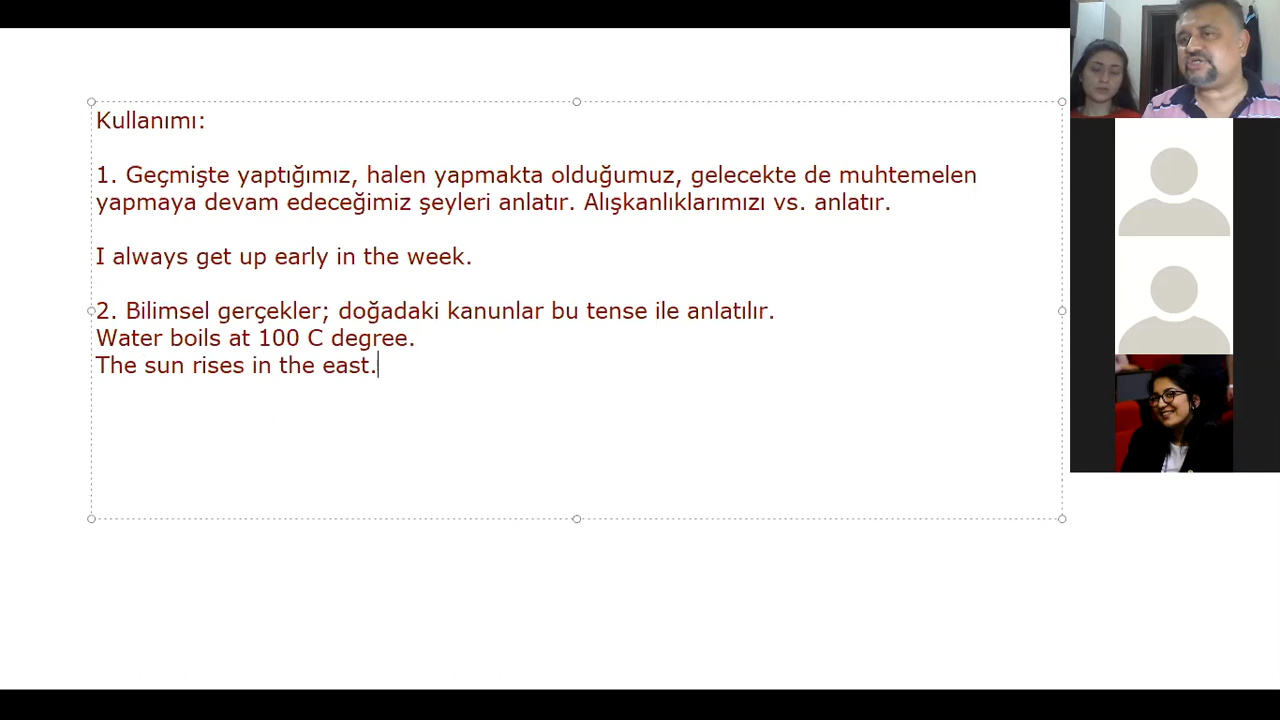 Kullanımı:
1. Geçmişte yaptığımız, halen yapmakta olduğumuz, gelecekte de muhtemelen
yapmaya devam edeceğimiz şeyleri anlatır. Alışkanlıklarımızı vs. anlatır.
I always get up early in the week.
2. Bilimsel gerçekler; doğadaki kanunlar bu tense ile anlatılır.
Water boils at 100 C degree.
The sun rises in the east.